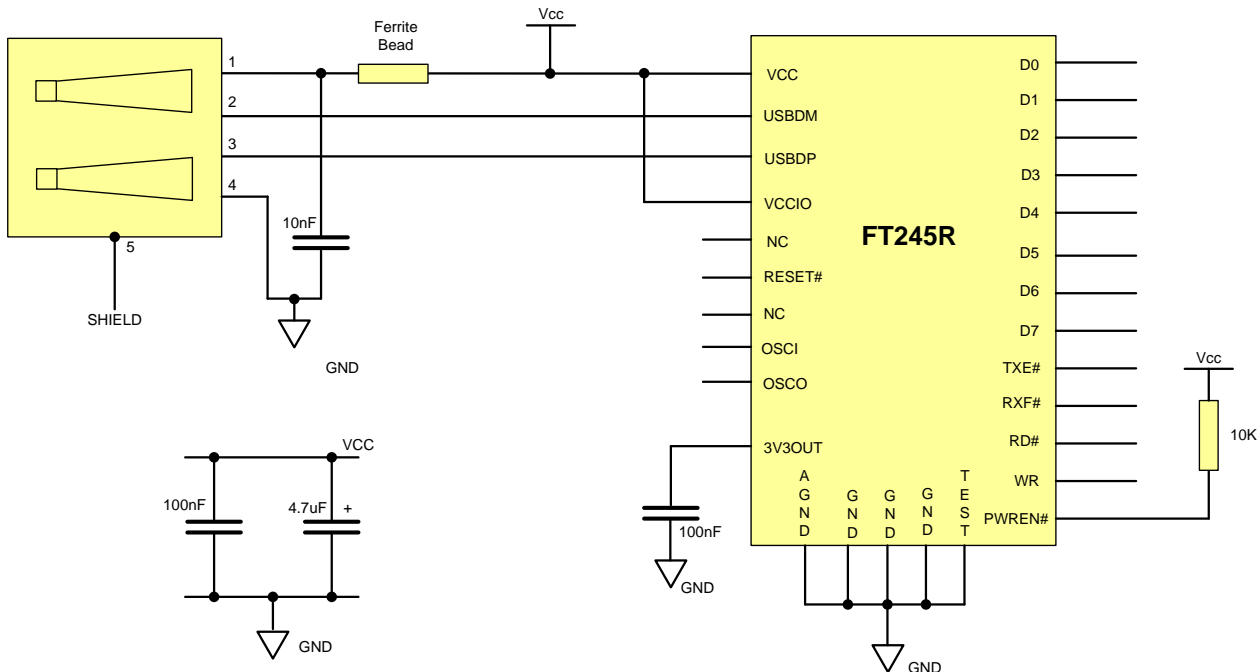 Ferrite
Bead
Vcc
1
2
3
4
5
SHIELD
10nF
GND
VCC
USBDM
USBDP
VCCIO
NC
RESET#
NC
OSCI
OSCO
3V3OUT
FT245R
D0
D1
D2
D3
D4
D5
D6
D7
TXE#
RXF#
RD#
WR
PWREN#
Vcc
10K
AGND
GND
GND
GND
TEST
100nF
GND
GND
VCC
100nF
4.7uF +
GND